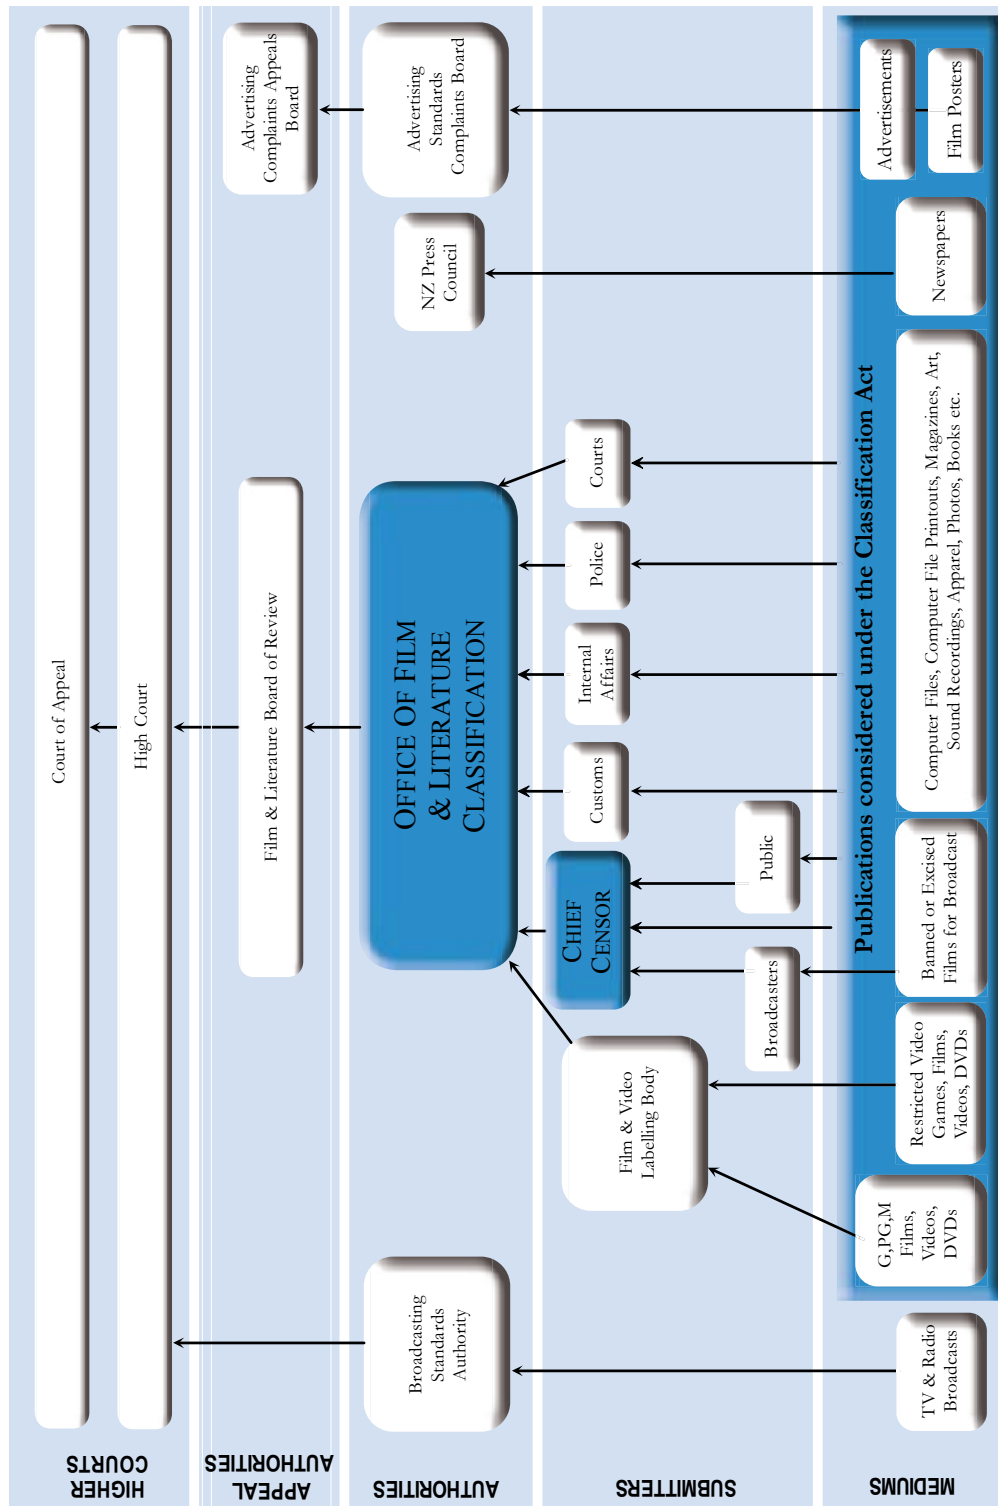 HIGHER
COURTS
Court of Appeal
High Court
APPEAL
AUTHORITIES
Film & Literature Board of Review
Advertising
Complaints Appeals
Board
AUTHORITIES
Broadcasting
Standards
Authority
OFFICE OF FILM
& LITERATURE
CLASSIFICATION
NZ Press
Council
Advertising
Standards
Complaints Board
SUBMITTERS
Film & Video
Labelling Body
CHIEF
CENSOR
Customs
Internal
Affairs
Police
Courts
Broadcasters
Public
MEDIUMS
Publications considered under the Classification Act
TV & Radio
Broadcasts
G,PG,M
Films,
Videos,
DVDs
Restricted Video
Games, Films,
Videos, DVDs
Banned or Excised
Films for Broadcast
Computer Files, Computer File Printouts, Magazines, Art,
Sound Recordings, Apparel, Photos, Books etc.
Newspapers
Advertisements
Film Posters